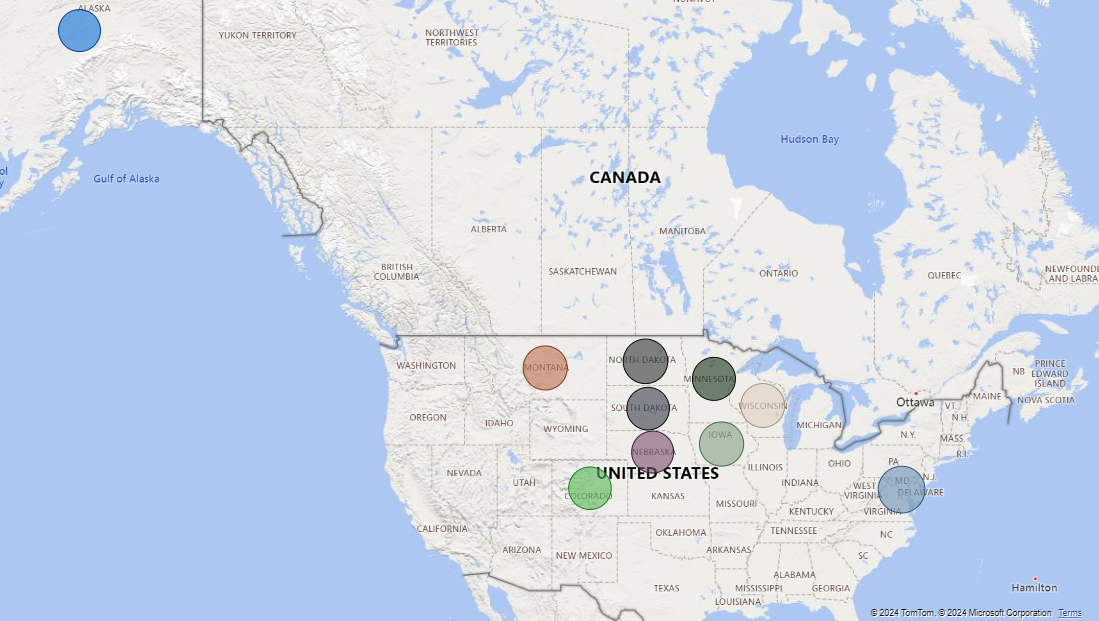 ALASKA
YUKON TERRITORY
NORTHWEST
TERRITORIES
Hudson Bay
Gulf of Alaska
CANADA
ALBERTA
MANITOBA
BRITISH
COLUMBIA
SASKATCHEWAN
ONTARIO
QUEBEC
NEWFOUNDL
AND LABRA
WASHINGTON
MONTANA
NORTH DAKOTA
MINNESOTA
NB
PRINCE
EDWARD
ISLAND
NOVA SCOTIA
MAINE
Ottawa
OREGON
IDAHO
WYOMING
SOUTH DAKOTA
WISCONSIN
MICHIGAN
VT.
N.H.
N.Y.
MASS.
R.I.
IOWA
NEBRASKA
NEVADA
UTAH
COLORADO
UNITED STATES
KANSAS
ILLINOIS
INDIANA
OHIO
PA
N.J.
MD.
DELAWARE
WEST
VIRGINIA
VIRGINIA
MISSOURI
KENTUCKY
CALIFORNIA
ARIZONA
NEW MEXICO
OKLAHOMA
ARKANSAS
TENNESSEE
NC
SC
TEXAS
LOUISIANA
MISSISSIPPI
ALABAMA
GEORGIA
Hamilton
© 2024 TomTom, © 2024 Microsoft Corporation Terms